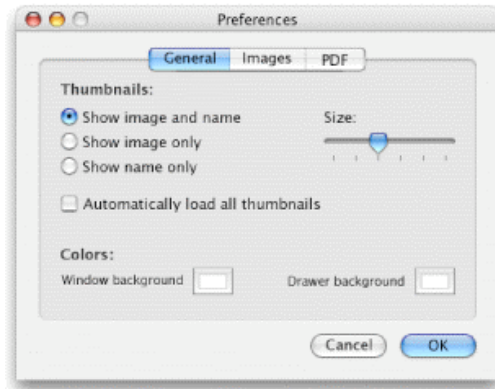 Preferences
General Images PDF
Thumbnails:
Show image and name Size:
Show image only
Show name only
Automatically load all thumbnails
Colors:
Window background Drawer background
Cancel OK